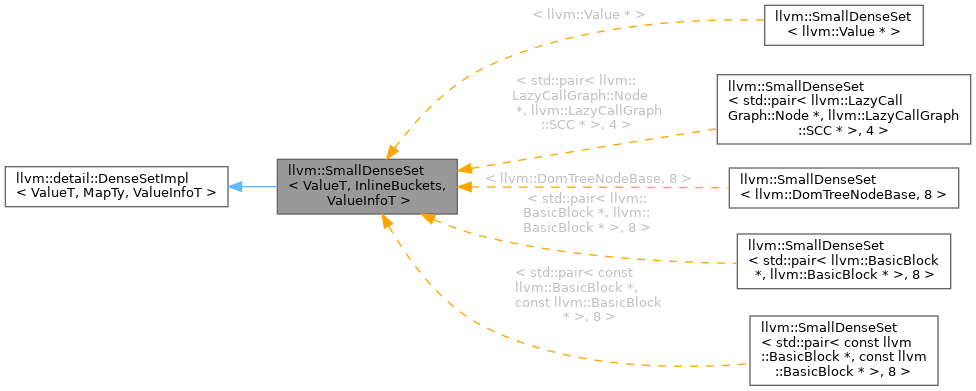 llvm::detail::DenseSetImpl
< ValueT, MapTy, ValueInfoT >
llvm::SmallDenseSet
< ValueT, InlineBuckets,
ValueInfoT >
< llvm::Value * >
< std::pair< llvm::
LazyCallGraph::Node
*, llvm::LazyCallGraph
::SCC * >, 4 >
< llvm::DomTreeNodeBase, 8 >
< std::pair< llvm::
BasicBlock *, llvm::
BasicBlock * >, 8 >
< std::pair< const
llvm::BasicBlock *,
const llvm::BasicBlock
* >, 8 >
llvm::SmallDenseSet
< llvm::Value * >
llvm::SmallDenseSet
< std::pair< llvm::LazyCall
Graph::Node *, llvm::LazyCallGraph
::SCC * >, 4 >
llvm::SmallDenseSet
< llvm::DomTreeNodeBase, 8 >
llvm::SmallDenseSet
< std::pair< llvm::BasicBlock
*, llvm::BasicBlock * >, 8 >
llvm::SmallDenseSet
< std::pair< const llvm
::BasicBlock *, const llvm
::BasicBlock * >, 8 >